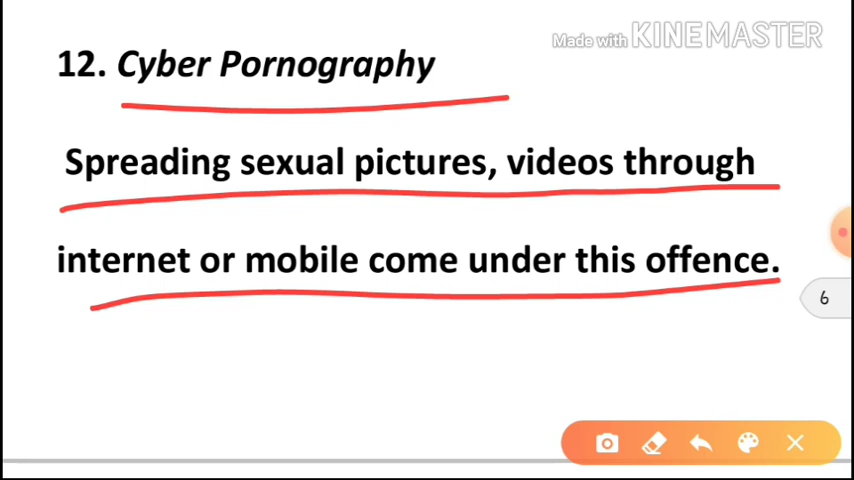 Made with KINEMASTER
12. Cyber Pornography
Spreading sexual pictures, videos through
internet or mobile come under this offence.
6